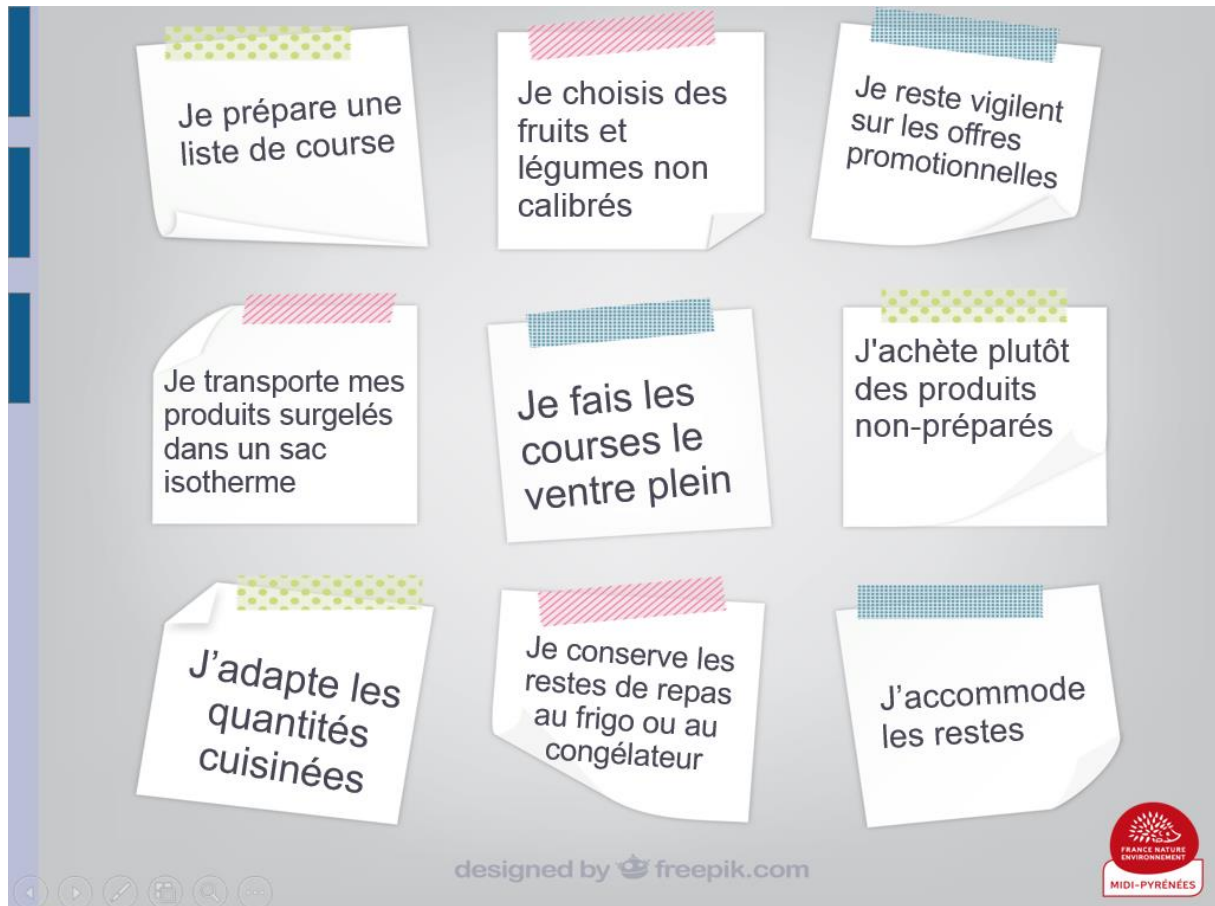 Je prépare une
liste de course
Je choisis des
fruits et
légumes non
calibrés
Je reste vigilent
sur les offres
promotionnelles
Je transporte mes
produits surgelés
dans un sac
isotherme
Je fais les
courses le
ventre plein
J'achète plutôt
des produits
non-préparés
J’adapte les
quantités
cuisinées
Je conserve les
restes de repas
au frigo ou au
congélateur
J’accommode
les restes
designed by freepik.com
FRANCE NATURE
ENVIRONNEMENT
MIDI-PYRÉNÉES